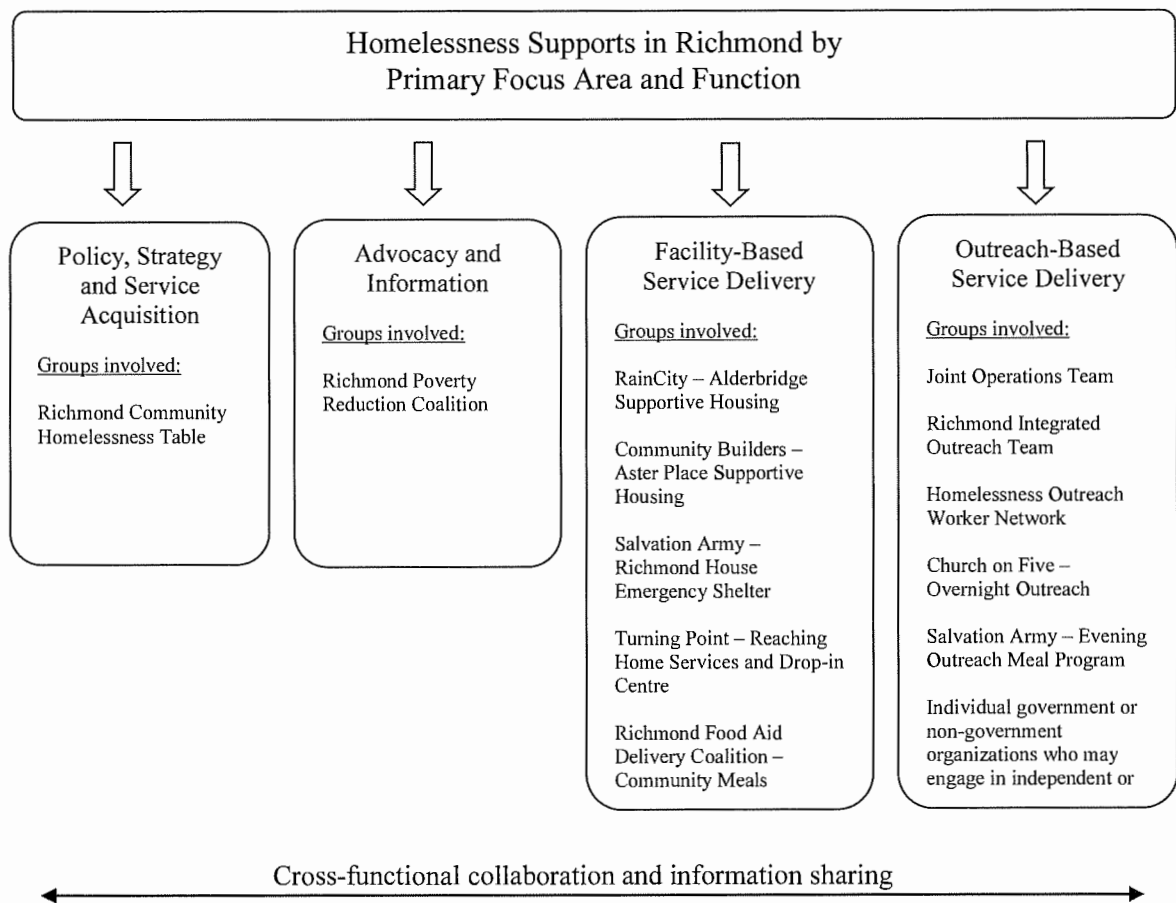 Homelessness Supports in Richmond by
Primary Focus Area and Function
Policy, Strategy
and Service
Acquisition
Groups involved:
Richmond Community
Homelessness Table
Advocacy and
Information
Groups involved:
Richmond Poverty
Reduction Coalition
Facility-Based
Service Delivery
Groups involved:
RainCity – Alderbridge
Supportive Housing
Community Builders –
Aster Place Supportive
Housing
Salvation Army –
Richmond House
Emergency Shelter
Turning Point – Reaching
Home Services and Drop-in
Centre
Richmond Food Aid
Delivery Coalition –
Community Meals
Outreach-Based
Service Delivery
Groups involved:
Joint Operations Team
Richmond Integrated
Outreach Team
Homelessness Outreach
Worker Network
Church on Five –
Overnight Outreach
Salvation Army – Evening
Outreach Meal Program
Individual government or
non-government
organizations who may
engage in independent or
Cross-functional collaboration and information sharing